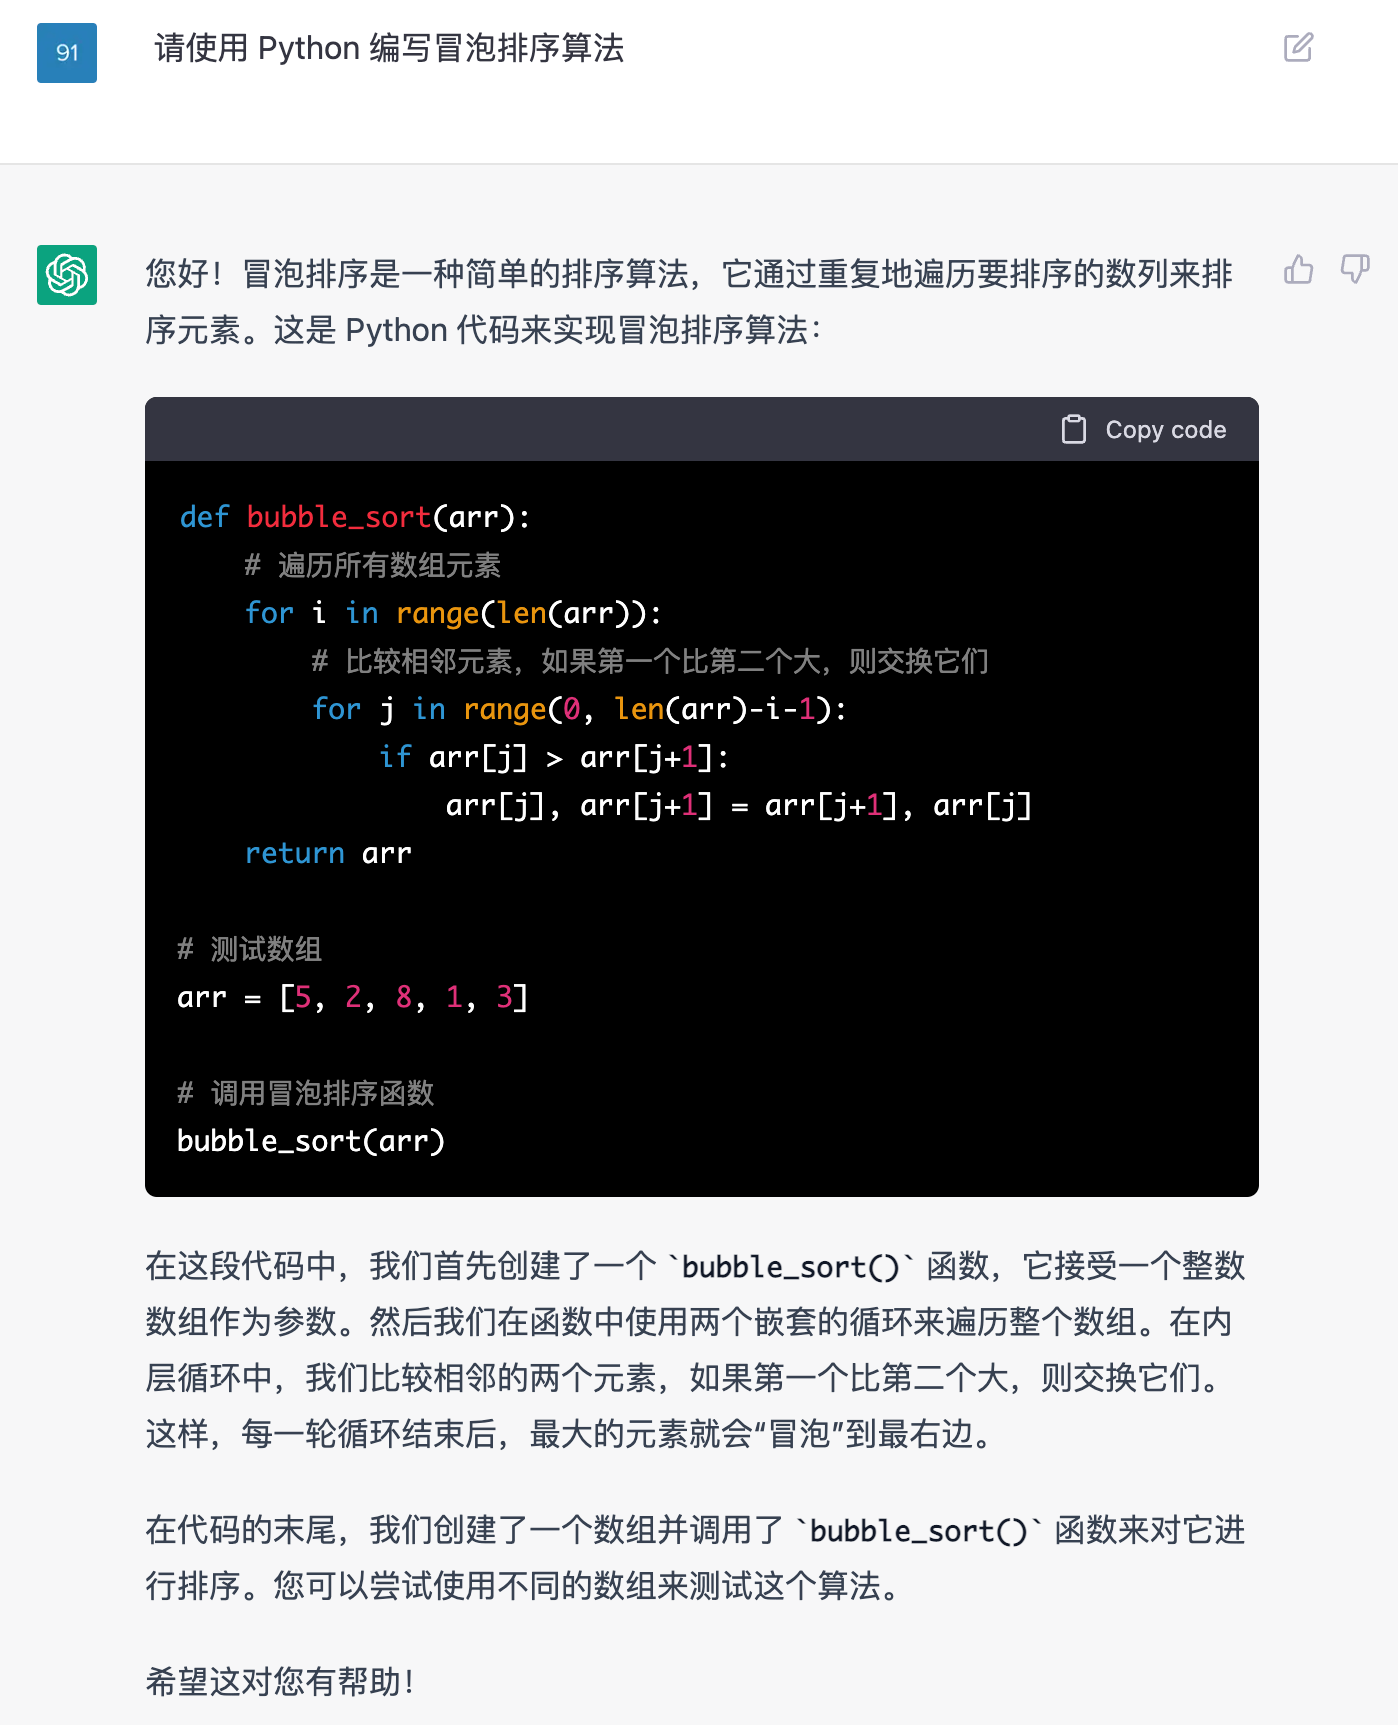 91
请使用 Python 编写冒泡排序算法
您好！冒泡排序是一种简单的排序算法，它通过重复地遍历要排序的数列来排
序元素。这是 Python 代码来实现冒泡排序算法：
Copy code
def bubble_sort(arr):
    # 遍历所有数组元素
    for i in range(len(arr)):
        # 比较相邻元素，如果第一个比第二个大，则交换它们
        for j in range(0, len(arr)-i-1):
            if arr[j] > arr[j+1]:
                arr[j], arr[j+1] = arr[j+1], arr[j]
    return arr
# 测试数组
arr = [5, 2, 8, 1, 3]
# 调用冒泡排序函数
bubble_sort(arr)
在这段代码中，我们首先创建了一个 `bubble_sort()` 函数，它接受一个整数
数组作为参数。然后我们在函数中使用两个嵌套的循环来遍历整个数组。在内
层循环中，我们比较相邻的两个元素，如果第一个比第二个大，则交换它们。
这样，每一轮循环结束后，最大的元素就会“冒泡”到最右边。
在代码的末尾，我们创建了一个数组并调用了 `bubble_sort()` 函数来对它进
行排序。您可以尝试使用不同的数组来测试这个算法。
希望这对您有帮助！